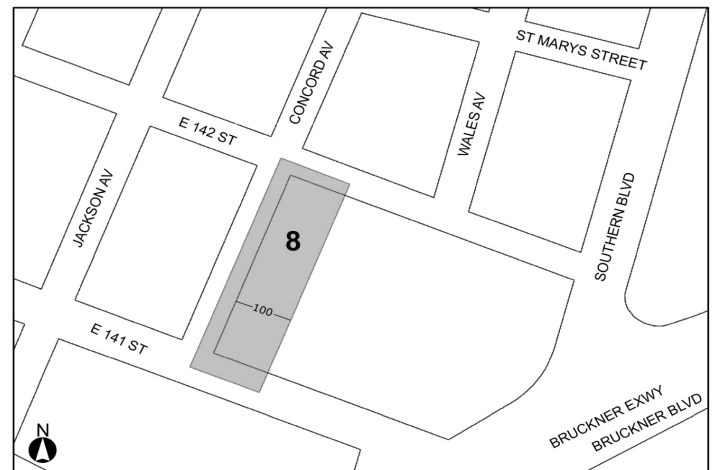 ST MARYS STREET
CONCORD AV
E 142 ST
WALES AV
JACKSON AV
SOUTHERN BLVD
8
100
E 141 ST
BRUCKNER EXWY
BRUCKNER BLVD
N